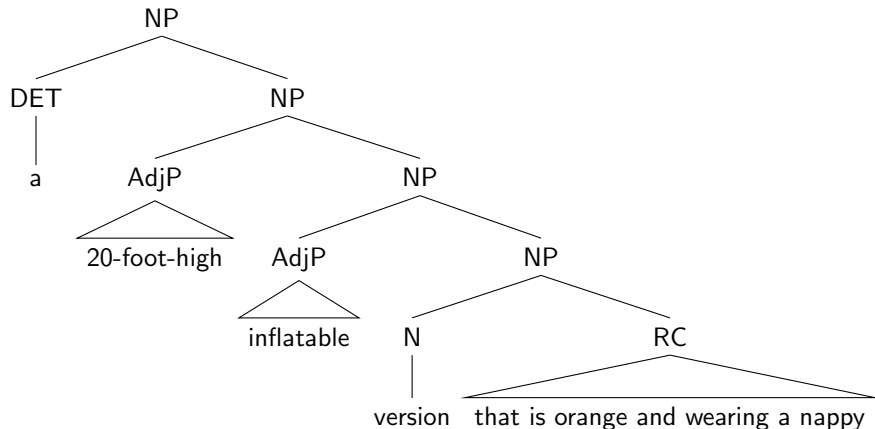 NP
DET NP
a AdjP NP
20-foot-high AdjP NP
inflatable N RC
version that is orange and wearing a nappy